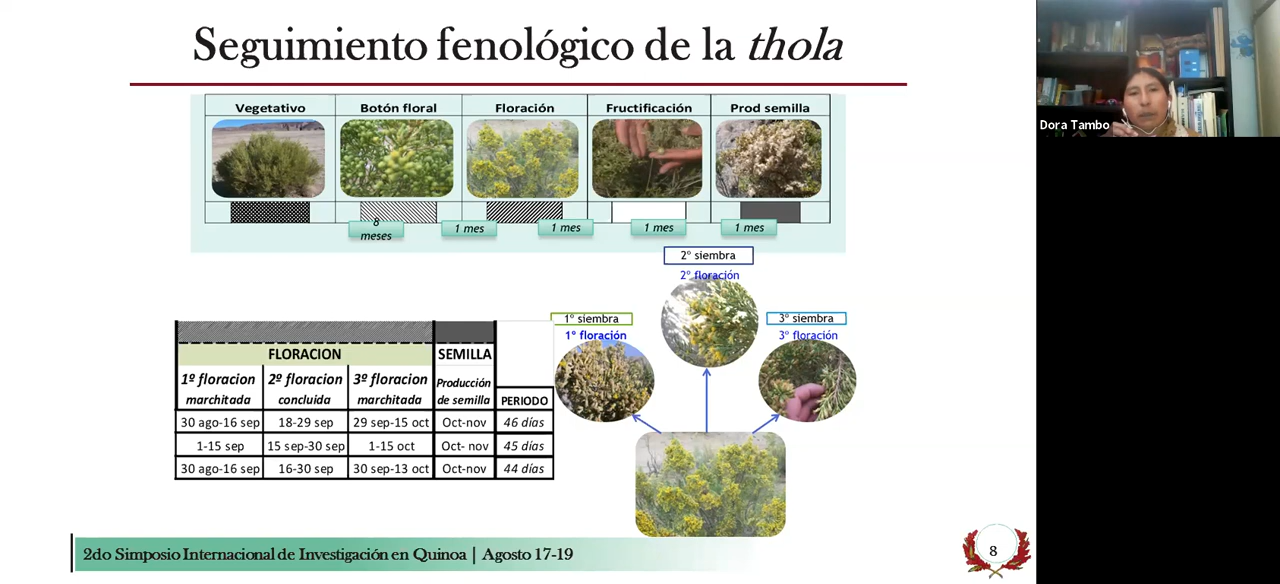 Seguimiento fenológico de la thola
Vegetativo Botón floral Floración Fructificación Prod semilla
8 meses 1 mes 1 mes 1 mes 1 mes
2º siembra
2º floración
1º siembra
1º floración
3º siembra
3º floración
FLORACION SEMILLA
1º floracion marchitada 2º floracion concluida 3º floracion marchitada Producción de semilla PERIODO
30 ago-16 sep 18-29 sep 29 sep-15 oct Oct-nov 46 días
1-15 sep 15 sep-30 sep 1-15 oct Oct- nov 45 días
30 ago-16 sep 16-30 sep 30 sep-13 oct Oct-nov 44 días
2do Simposio Internacional de Investigación en Quinoa | Agosto 17-19
8
Dora Tambo